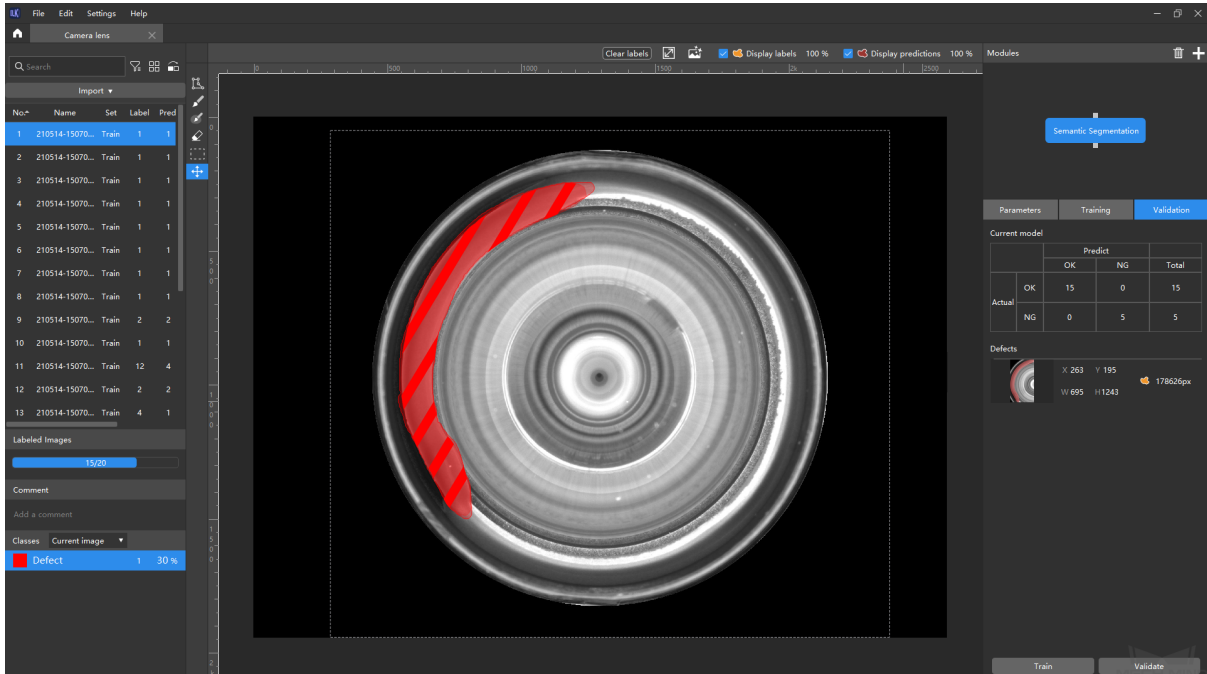 File Edit Settings Help
Camera lens
Search
Import
No. Name Set Label Pred
1 210514-15070... Train 1 1
2 210514-15070... Train 1 1
3 210514-15070... Train 1 1
4 210514-15070... Train 1 1
5 210514-15070... Train 1 1
6 210514-15070... Train 1 1
7 210514-15070... Train 1 1
8 210514-15070... Train 1 1
9 210514-15070... Train 2 2
10 210514-15070... Train 1 1
11 210514-15070... Train 12 4
12 210514-15070... Train 2 2
13 210514-15070... Train 4 1
Labeled Images
15/20
Comment
Add a comment
Classes Current image
Defect 1 30 %
Clear labels Display labels 100 % Display predictions 100 %
0 500 1000 1500 2k 2500
0
500
1000
1500
2
Modules
Semantic Segmentation
Parameters Training Validation
Current model
Predict
OK NG Total
Actual
OK 15 0 15
NG 0 5 5
Defects
X 263 Y 195
178626px
W 695 H1243
Train Validate